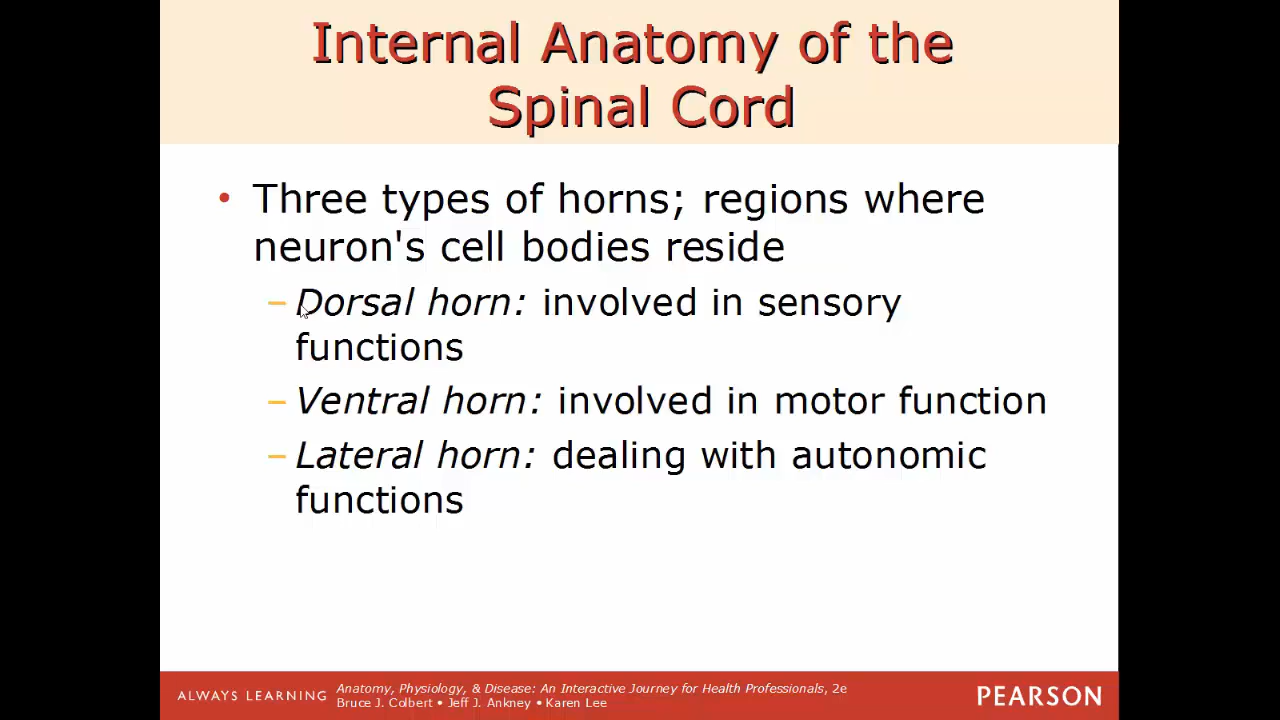 Internal Anatomy of the
Spinal Cord
• Three types of horns; regions where
neuron's cell bodies reside
– Dorsal horn: involved in sensory
functions
– Ventral horn: involved in motor function
– Lateral horn: dealing with autonomic
functions
ALWAYS LEARNING
Anatomy, Physiology, & Disease: An Interactive Journey for Health Professionals, 2e
Bruce J. Colbert • Jeff J. Ankney • Karen Lee
PEARSON